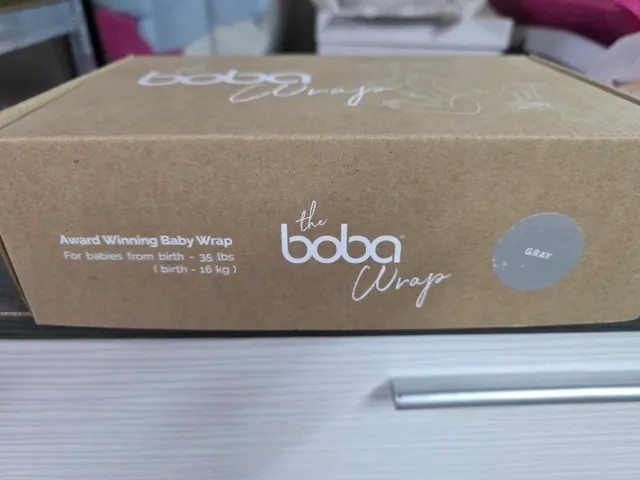 the
boba
Wrap
Award Winning Baby Wrap
For babies from birth - 35 lbs
( birth - 16 kg )
the
boba
Wrap
GRAY